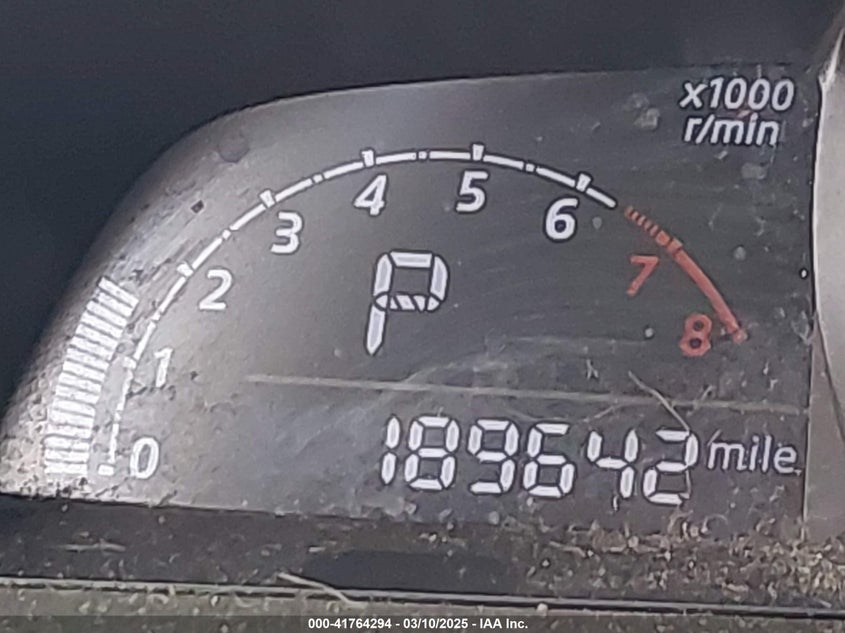 x1000
r/min
0 1 2 3 4 5 6 7 8
P
189642 mile
000-41764294 - 03/10/2025 - IAA Inc.